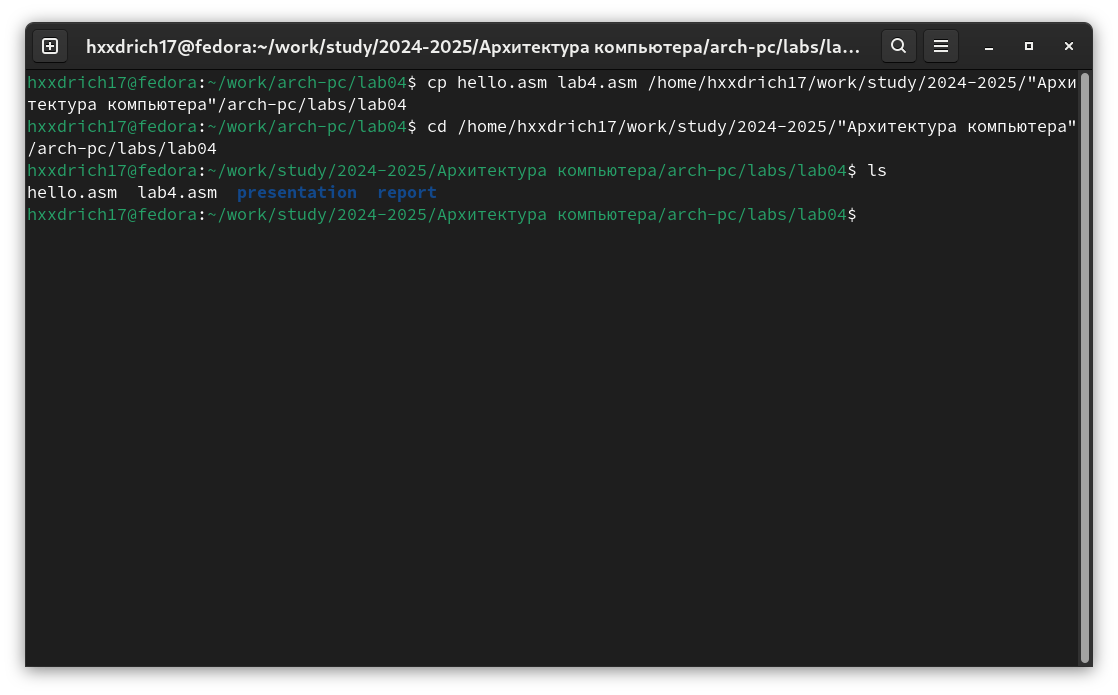 hxxdrich17@fedora:~/work/study/2024-2025/Архитектура компьютера/arch-pc/labs/la...
hxxdrich17@fedora:~/work/arch-pc/lab04$ cp hello.asm lab4.asm /home/hxxdrich17/work/study/2024-2025/"Архи
тектура компьютера"/arch-pc/labs/lab04
hxxdrich17@fedora:~/work/arch-pc/lab04$ cd /home/hxxdrich17/work/study/2024-2025/"Архитектура компьютера"
/arch-pc/labs/lab04
hxxdrich17@fedora:~/work/study/2024-2025/Архитектура компьютера/arch-pc/labs/lab04$ ls
hello.asm  lab4.asm  presentation  report
hxxdrich17@fedora:~/work/study/2024-2025/Архитектура компьютера/arch-pc/labs/lab04$